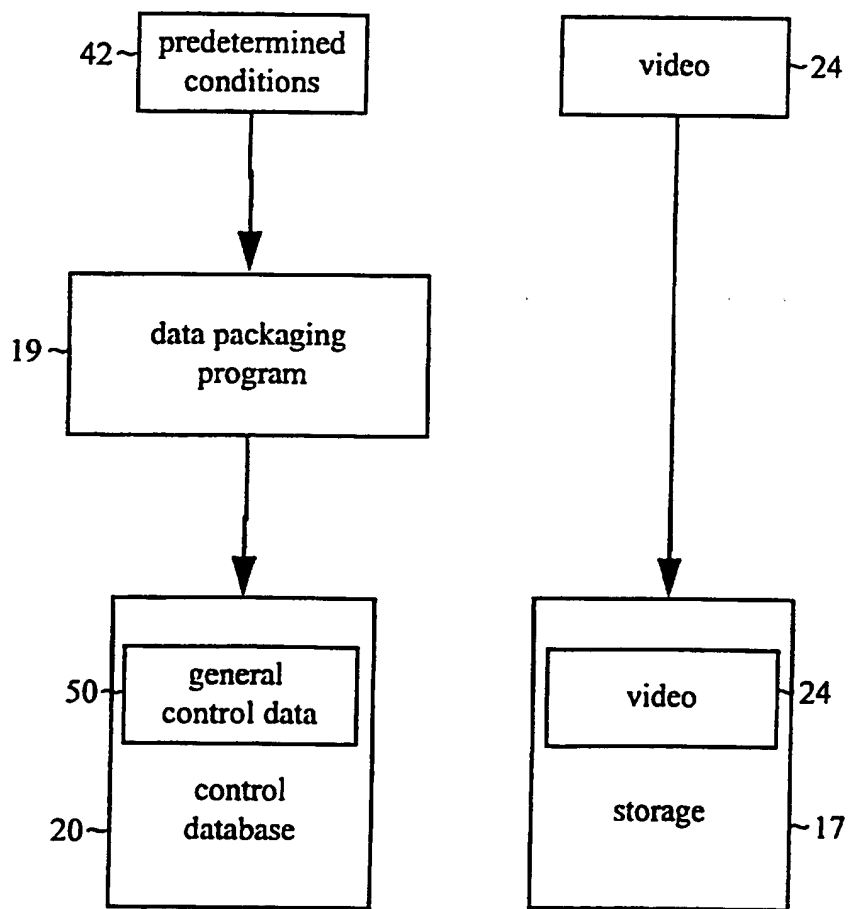 42 predetermined
conditions
video 24
19 data packaging
program
50 general
control data
video 24
control
database
20
storage 17